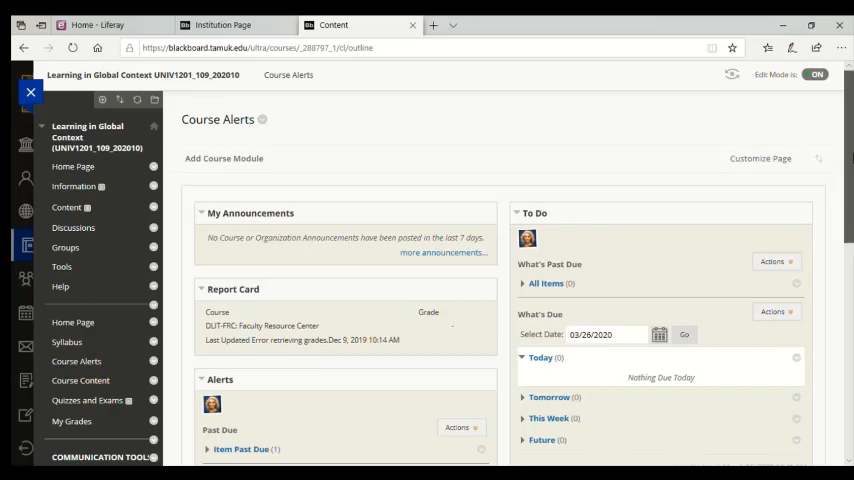 Home - Liferay
Bb Institution Page
Bb Content
https://blackboard.tamuk.edu/ultra/courses/_288797_1/cl/outline
Learning in Global Context UNIV1201_109_202010 Course Alerts
Edit Mode is: ON
Learning in Global
Context
(UNIV1201_109_202010)
Home Page
Information
Content
Discussions
Groups
Tools
Help
Home Page
Syllabus
Course Alerts
Course Content
Quizzes and Exams
My Grades
COMMUNICATION TOOLS
Course Alerts
Add Course Module
Customize Page
My Announcements
No Course or Organization Announcements have been posted in the last 7 days.
more announcements...
Report Card
Course Grade
DLIT-FRC: Faculty Resource Center -
Last Updated Error retrieving grades.Dec 9, 2019 10:14 AM
Alerts
Actions
Past Due
Item Past Due (1)
To Do
What's Past Due
Actions
All Items (0)
What's Due
Actions
Select Date: 03/26/2020 Go
Today (0)
Nothing Due Today
Tomorrow (0)
This Week (0)
Future (0)